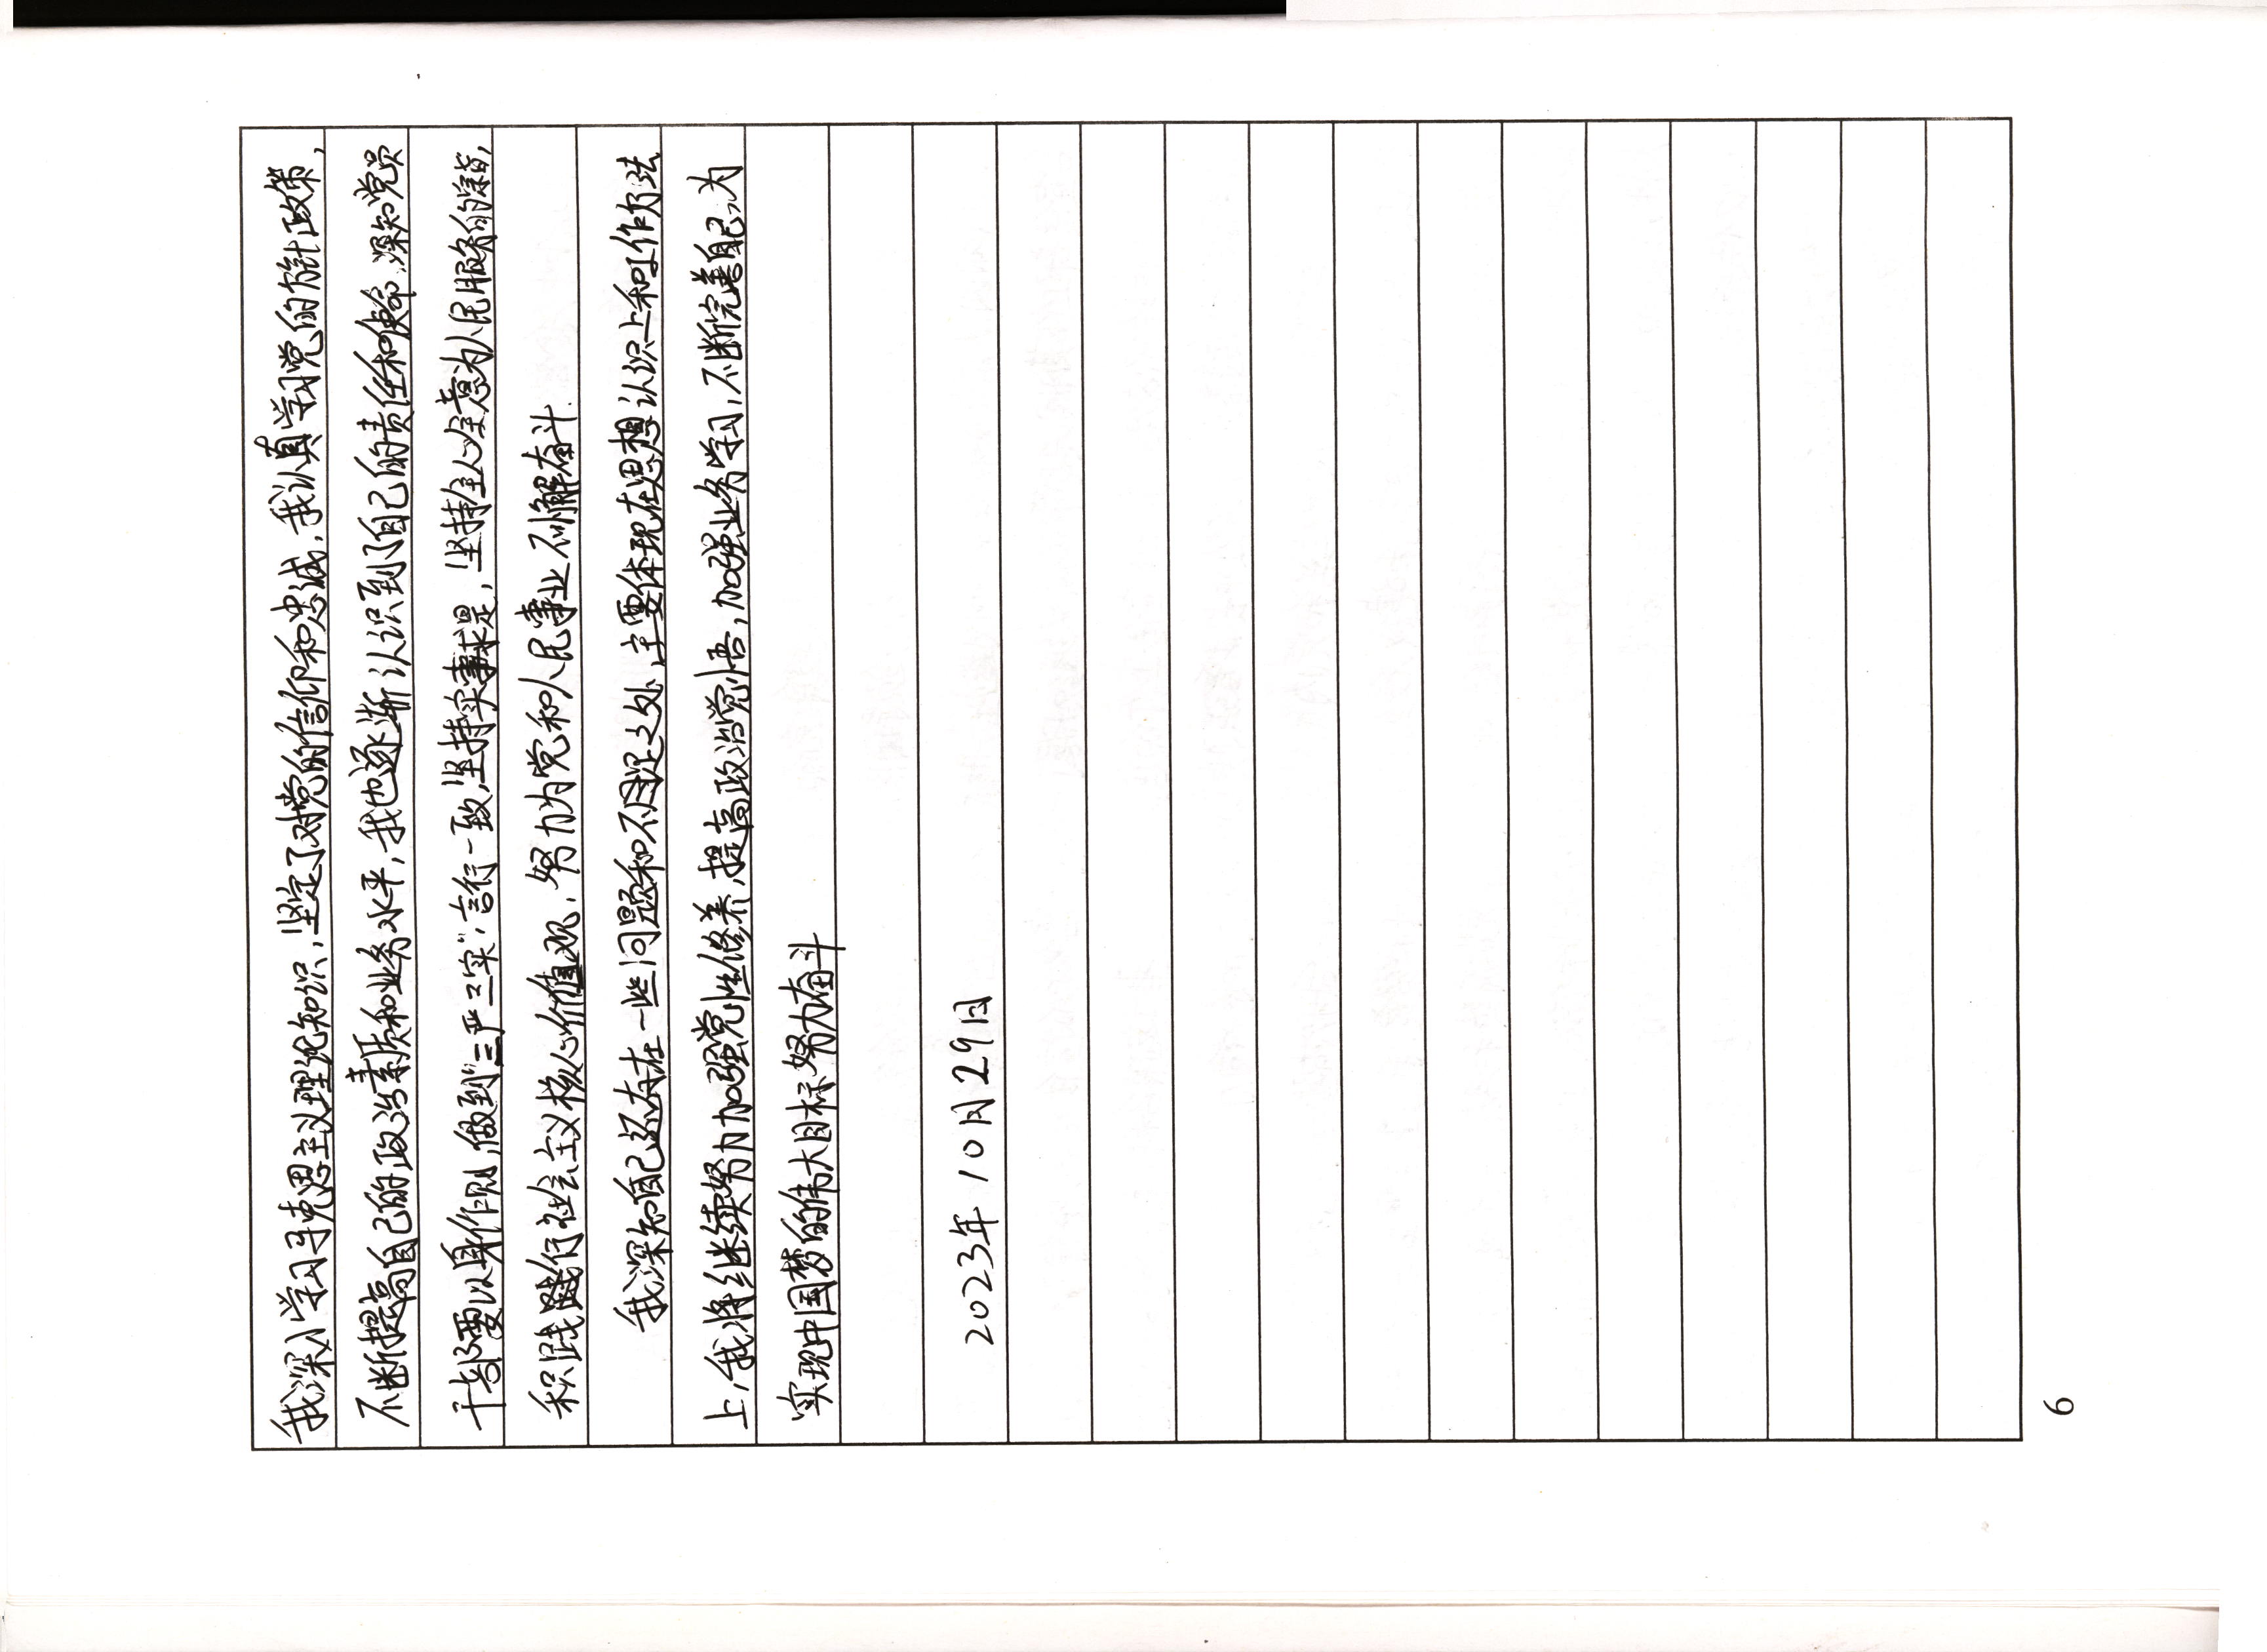 我深入学习马克思主义理论知识，坚定了对党的信仰和忠诚，我认真学习党的方针政策，
不断提高自己的政治素质和业务水平，我也逐渐认识到了自己的责任和使命，深知党员
干部要以身作则，做到“三严三实”，言行一致，坚持实事求是，坚持全心全意为人民服务的宗旨，
积践践行社会主义核心价值观，努力为党和人民事业不懈奋斗.
我深知自己还存在一些问题和不足之处，主要体现在思想认识上和工作方法
上，我将继续努力加强党性修养，提高政治觉悟，加强业务学习，不断完善自己，为
实现中国梦的伟大目标努力奋斗
2023年10月29日
6